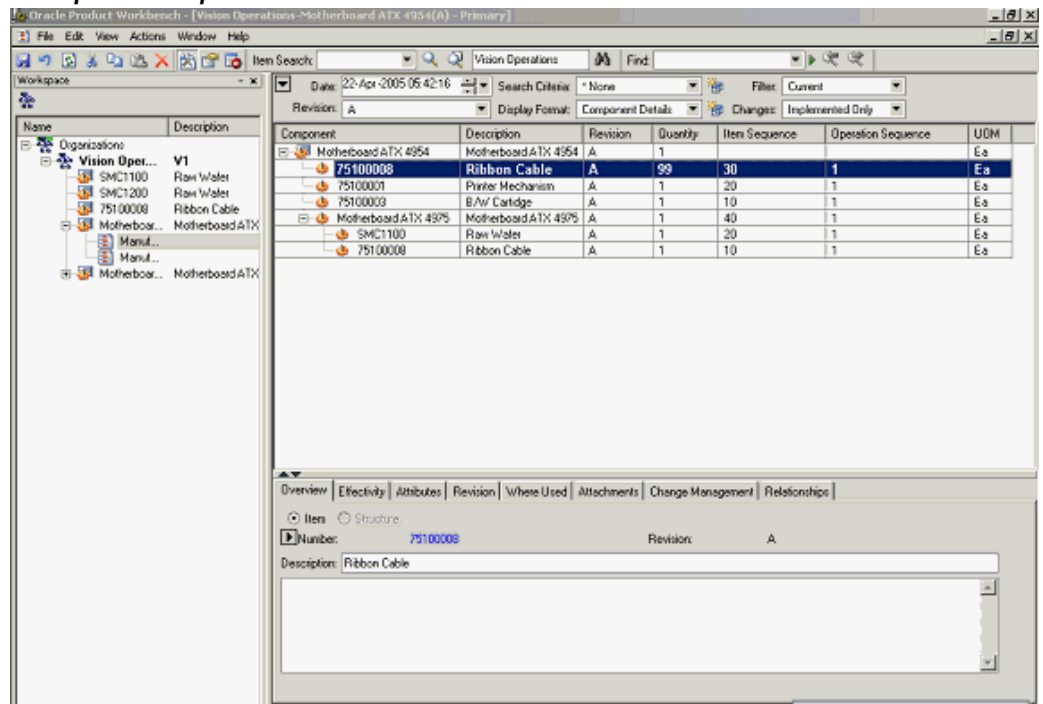 Oracle Product Workbench - [Vision Operations-Motherboard ATX 4954(A) - Primary]
File Edit View Actions Window Help
Item Search: Vision Operations Find:
Workspace
Date: 22-Apr-2005 05:42:16 Search Criteria: * None Filter: Current
Revision: A Display Format: Component Details Changes: Implemented Only
Name Description
Component Description Revision Quantity Item Sequence Operation Sequence UOM
Organizations
Vision Oper... V1
SMC1100 Raw Wafer
SMC1200 Raw Wafer
75100008 Ribbon Cable
Motherboar... Motherboard ATX
Manuf...
Manuf...
Motherboar... Motherboard ATX
Motherboard ATX 4954 Motherboard ATX 4954 A 1 Ea
75100008 Ribbon Cable A 99 30 1 Ea
75100001 Printer Mechanism A 1 20 1 Ea
75100003 B/W Cartidge A 1 10 1 Ea
Motherboard ATX 4975 Motherboard ATX 4975 A 1 40 1 Ea
SMC1100 Raw Wafer A 1 20 1 Ea
75100008 Ribbon Cable A 1 10 1 Ea
Overview Effectivity Attributes Revision Where Used Attachments Change Management Relationships
Item Structure
Number: 75100008 Revision: A
Description: Ribbon Cable